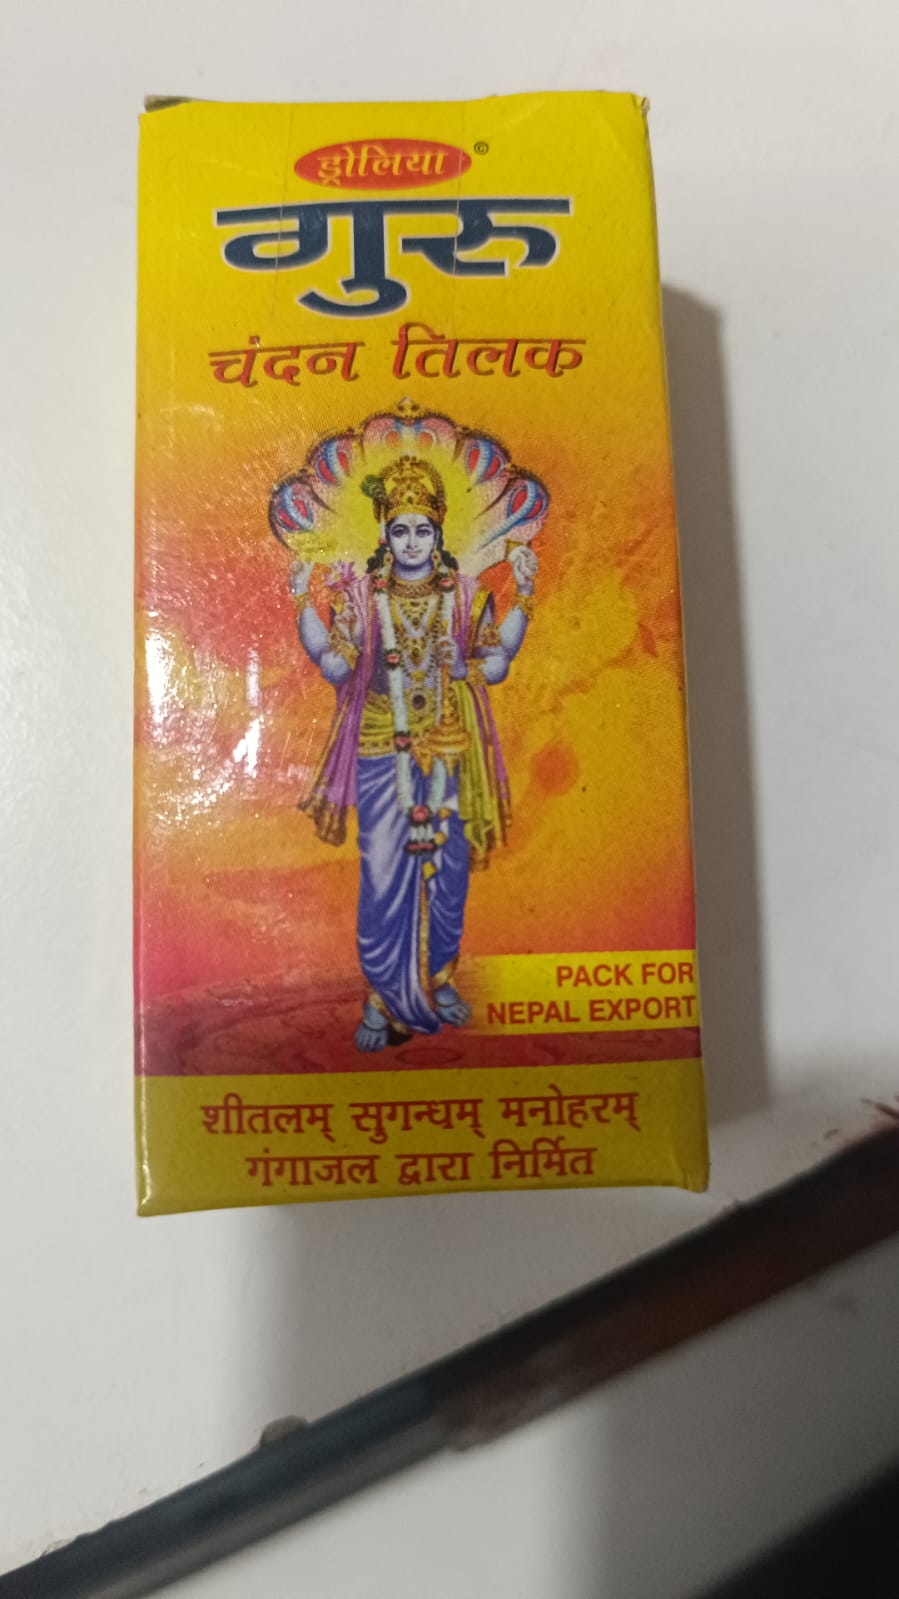 ड्रोलिया ©
गुरु
चंदन तिलक
PACK FOR
NEPAL EXPORT
शीतलम् सुगन्धम् मनोहरम्
गंगाजल द्वारा निर्मित